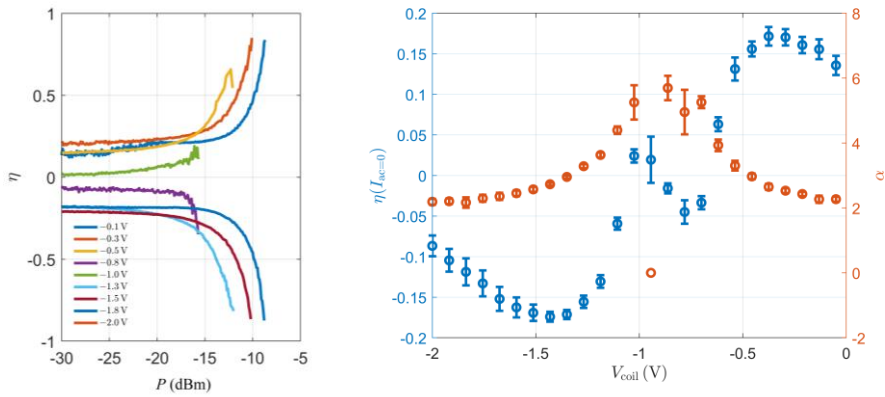 1
0.5
0
-0.5
-1
η
−0.1 V
−0.3 V
−0.5 V
−0.8 V
−1.0 V
−1.3 V
−1.5 V
−1.8 V
−2.0 V
-30 -25 -20 -15 -10 -5
P (dBm)
0.2
0.15
0.1
0.05
0
-0.05
-0.1
-0.15
-0.2
η(I_ac=0)
8
6
4
2
0
-2
α
-2 -1.5 -1 -0.5 0
V_coil (V)